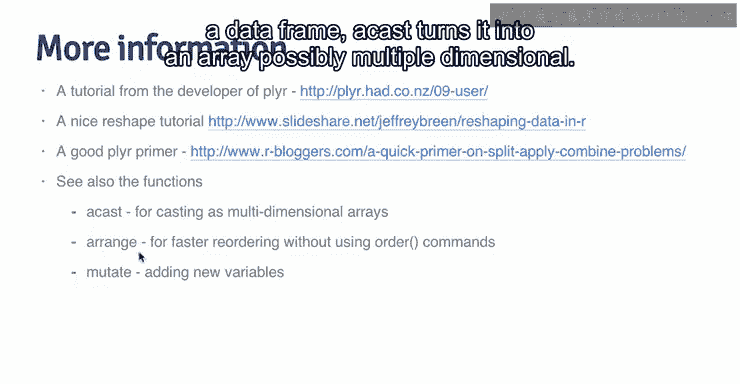 a data frame, acast turns it into
an array possibly multiple dimensional.
More information
A tutorial from the developer of plyr - http://plyr.had.co.nz/09-user/
A nice reshape tutorial http://www.slideshare.net/jeffreybreen/reshaping-data-in-r
A good plyr primer - http://www.r-bloggers.com/a-quick-primer-on-split-apply-combine-problems/
See also the functions
acast - for casting as multi-dimensional arrays
arrange - for faster reordering without using order() commands
mutate - adding new variables